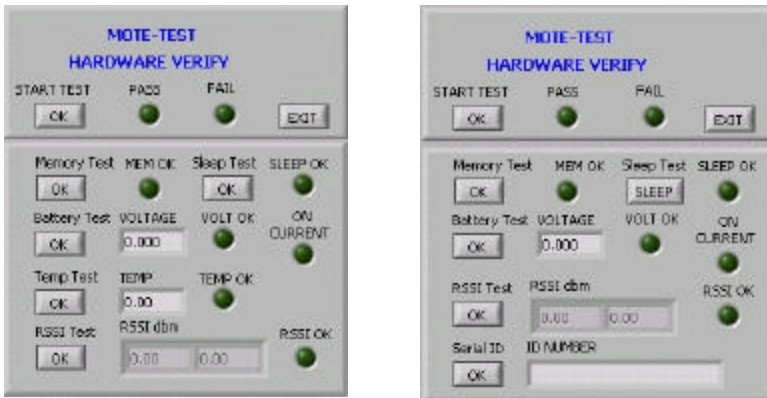 MOTE-TEST
HARDWARE VERIFY
START TEST PASS FAIL
OK EXIT
Memory Test MEM OK Sleep Test SLEEP OK
OK OK
Battery Test VOLTAGE VOLT OK ON CURRENT
OK 0.000
Temp Test TEMP TEMP OK
OK 0.00
RSSI Test RSSI dbm RSSI OK
OK 0.00 0.00
MOTE-TEST
HARDWARE VERIFY
START TEST PASS FAIL
OK EXIT
Memory Test MEM OK Sleep Test SLEEP OK
OK SLEEP
Battery Test VOLTAGE VOLT OK ON CURRENT
OK 0.000
RSSI Test RSSI dbm RSSI OK
OK 0.00 0.00
Serial ID ID NUMBER
OK